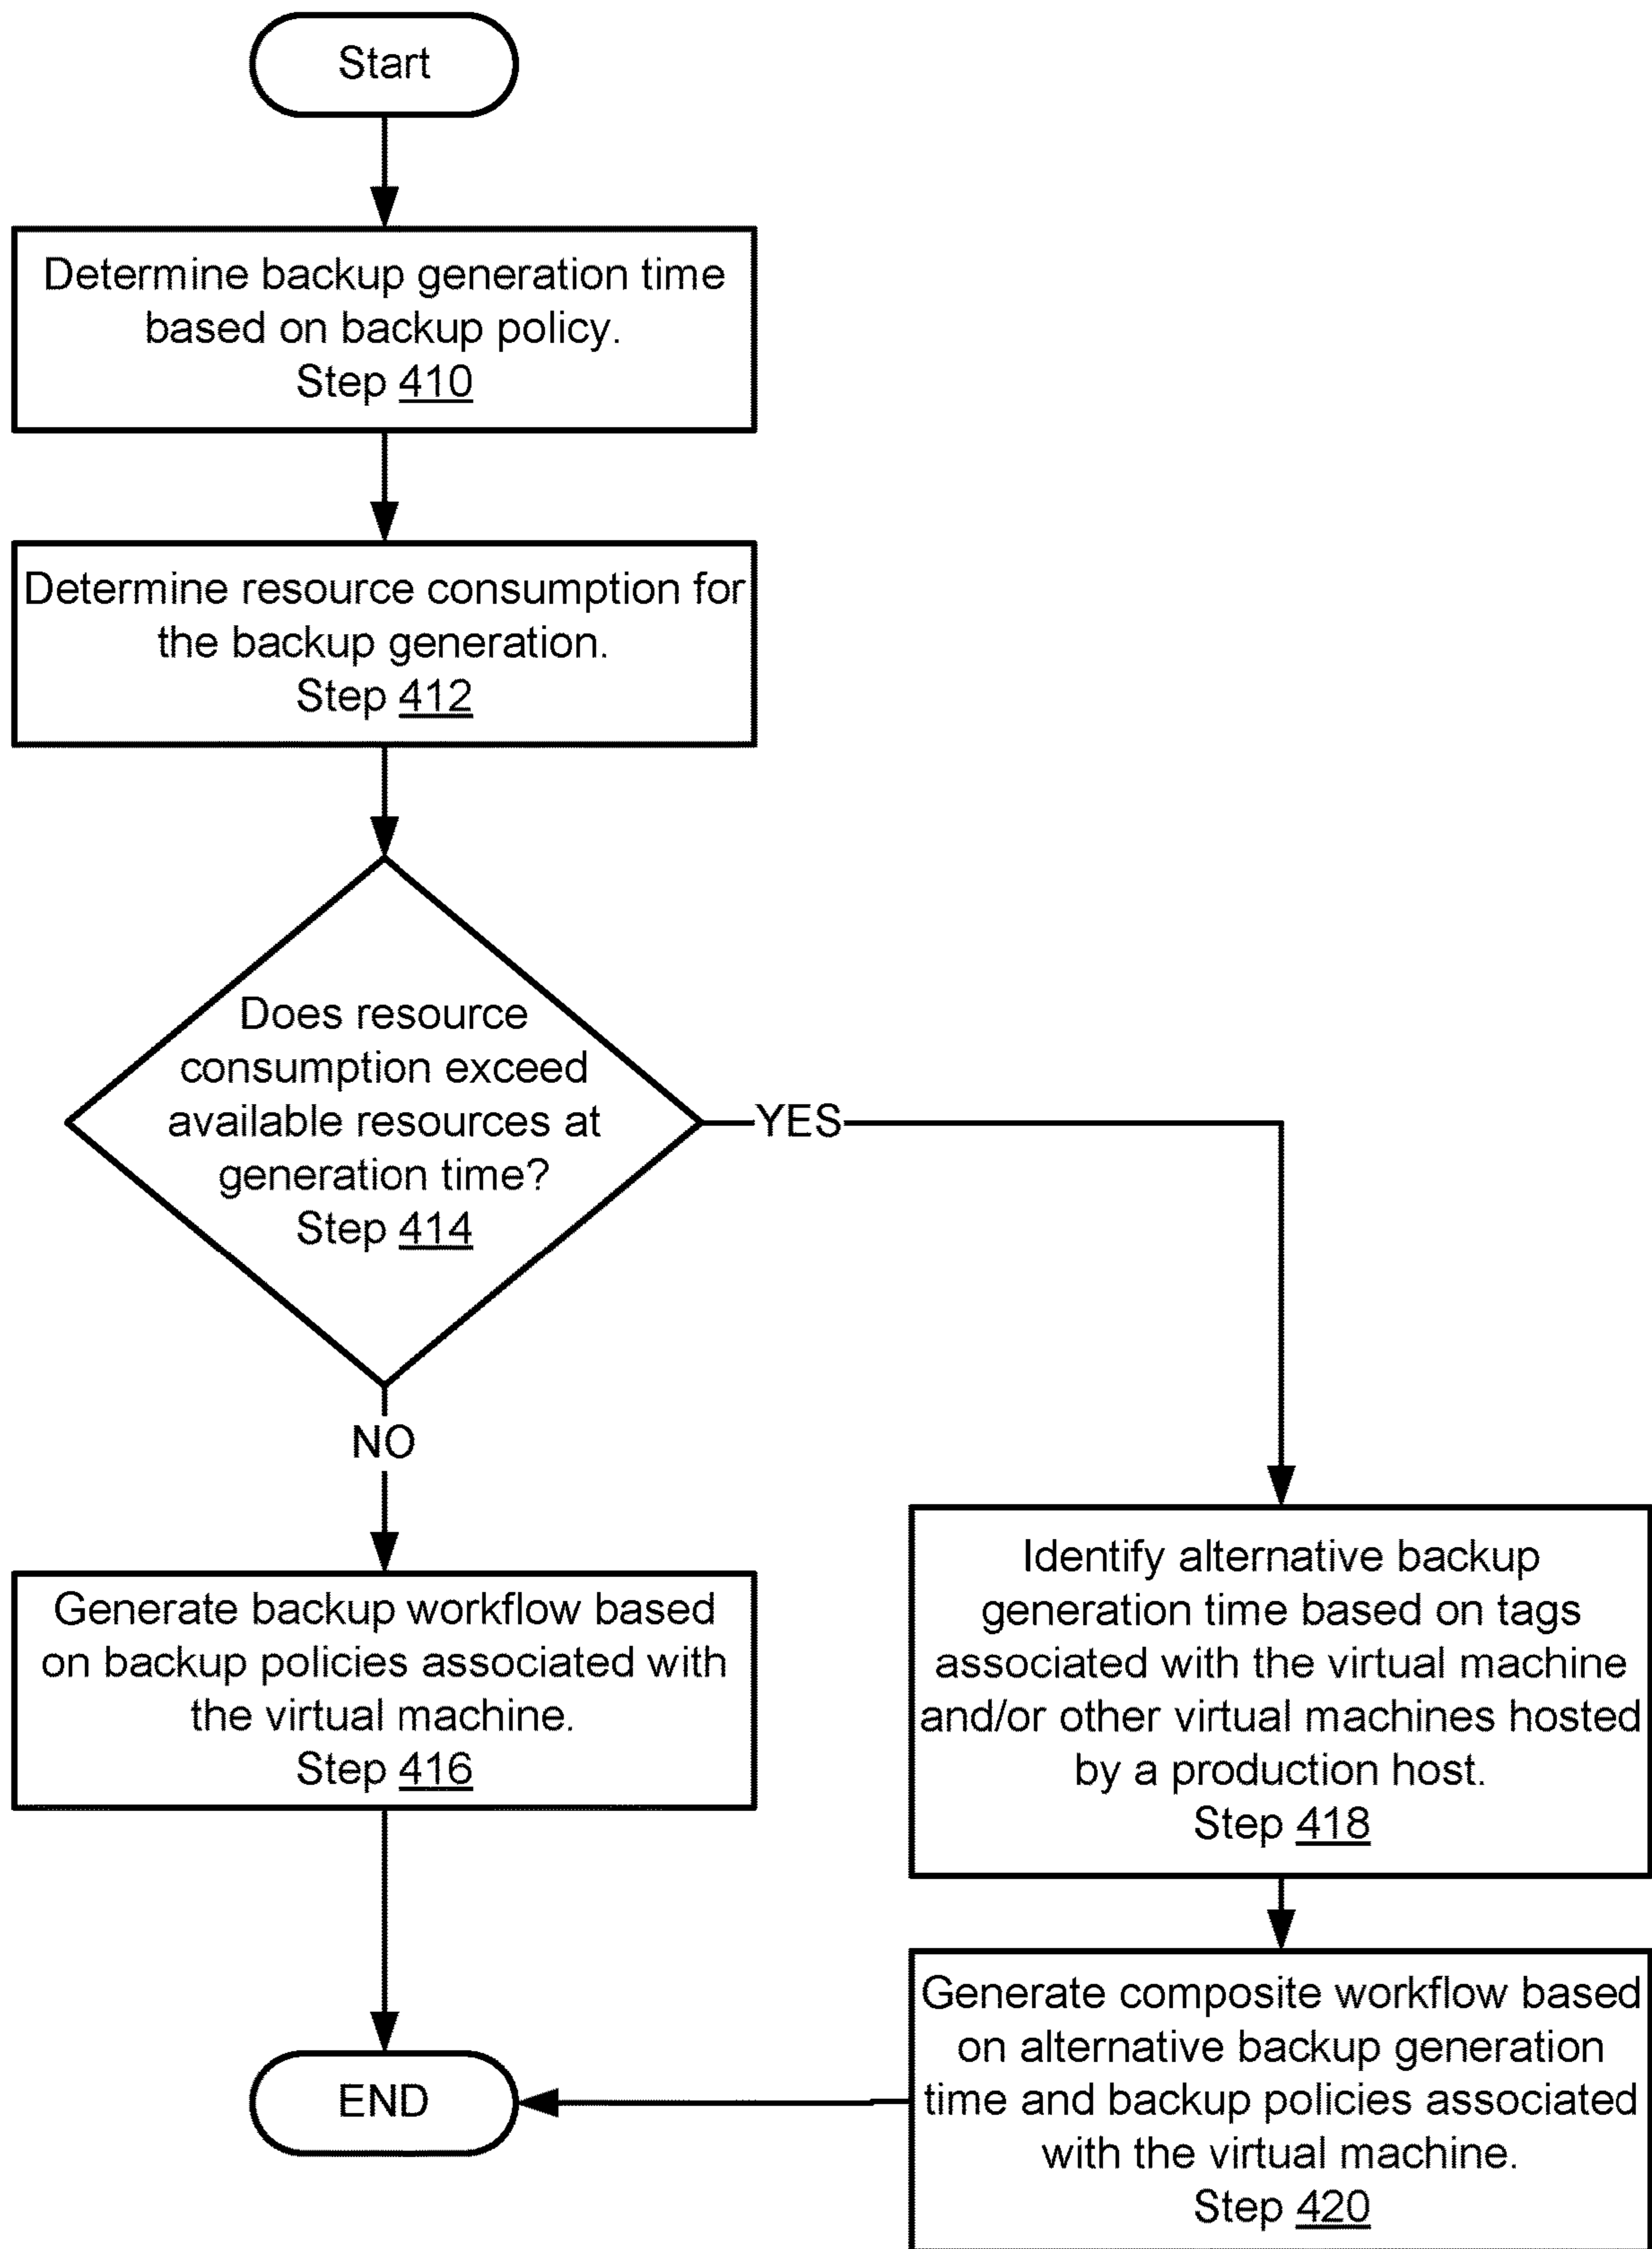 Start
Determine backup generation time
based on backup policy.
Step 410
Determine resource consumption for
the backup generation.
Step 412
Does resource
consumption exceed
available resources at
generation time?
Step 414
YES
NO
Generate backup workflow based
on backup policies associated with
the virtual machine.
Step 416
Identify alternative backup
generation time based on tags
associated with the virtual machine
and/or other virtual machines hosted
by a production host.
Step 418
Generate composite workflow based
on alternative backup generation
time and backup policies associated
with the virtual machine.
Step 420
END